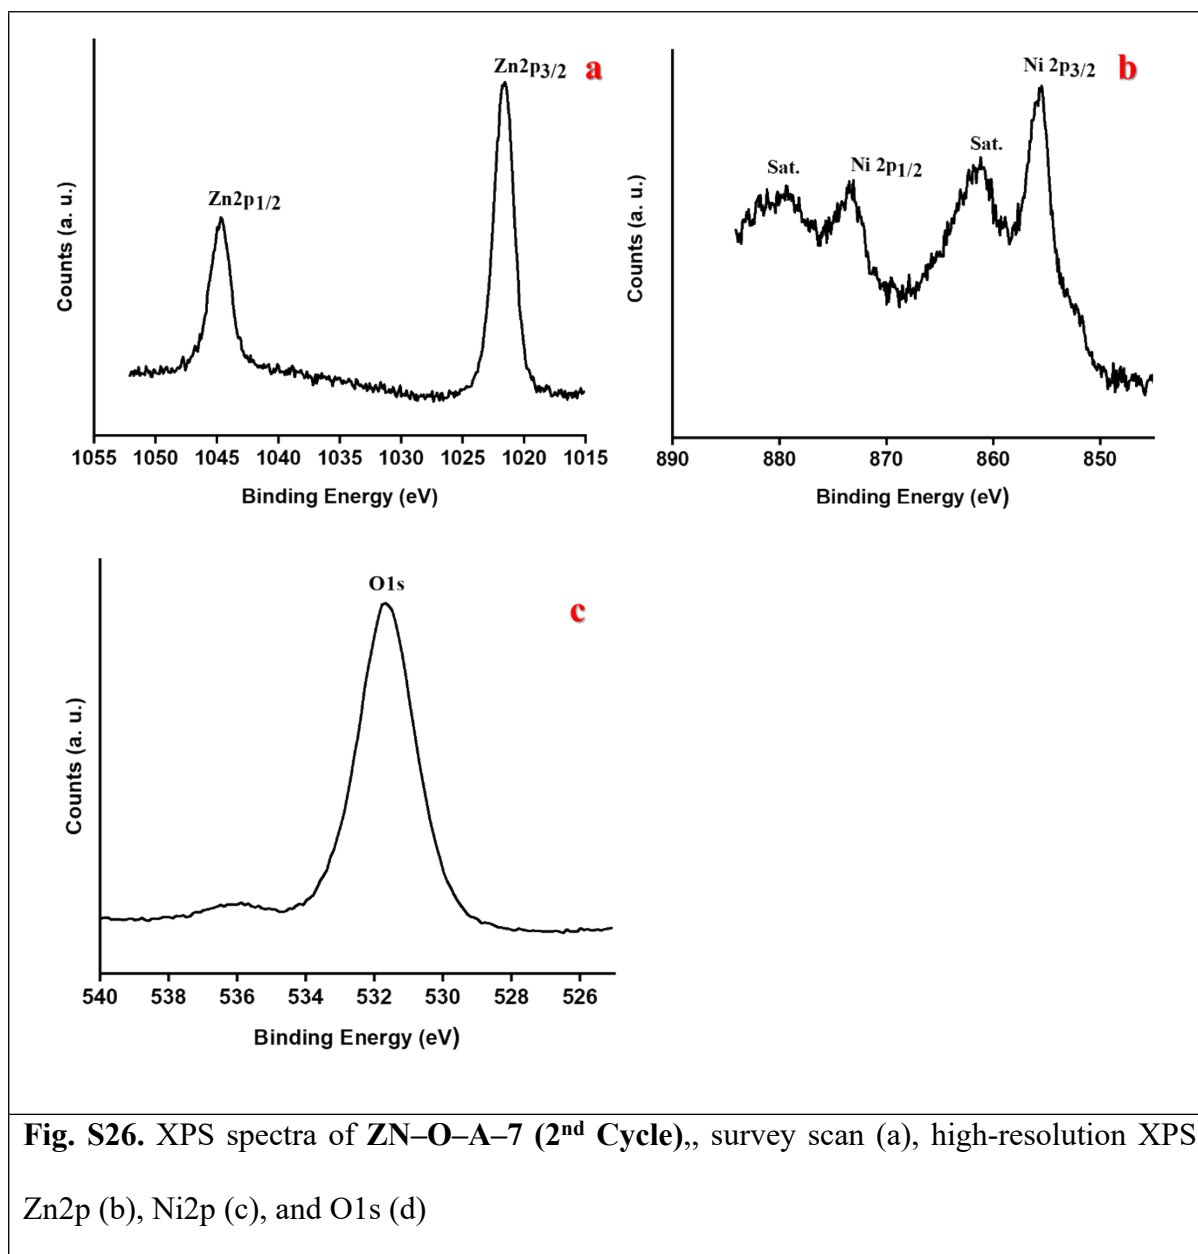 Zn2p3/2
a
Zn2p1/2
Counts (a. u.)
1055 1050 1045 1040 1035 1030 1025 1020 1015
Binding Energy (eV)
Ni 2p3/2
b
Sat.
Ni 2p1/2
Sat.
Counts (a. u.)
890 880 870 860 850
Binding Energy (eV)
O1s
c
Counts (a. u.)
540 538 536 534 532 530 528 526
Binding Energy (eV)
Fig. S26. XPS spectra of ZN–O–A–7 (2nd Cycle),, survey scan (a), high-resolution XPS
Zn2p (b), Ni2p (c), and O1s (d)